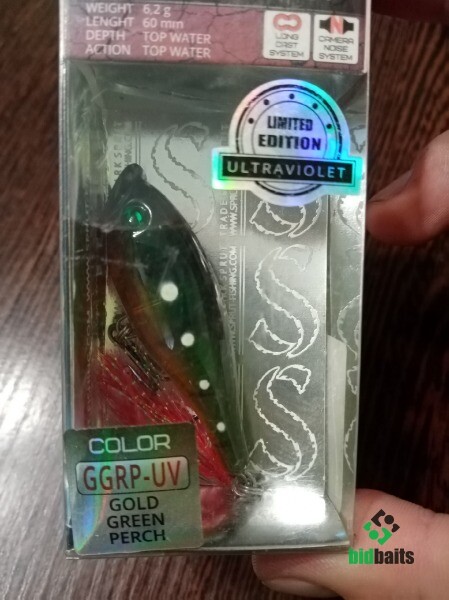 WEIGHT 6,2 g
LENGHT 60 mm
DEPTH TOP WATER
ACTION TOP WATER
LONG
CAST
SYSTEM
CAMERA
NOISE
SYSTEM
LIMITED
EDITION
ULTRAVIOLET
COLOR
GGRP-UV
GOLD
GREEN
PERCH
bidbaits